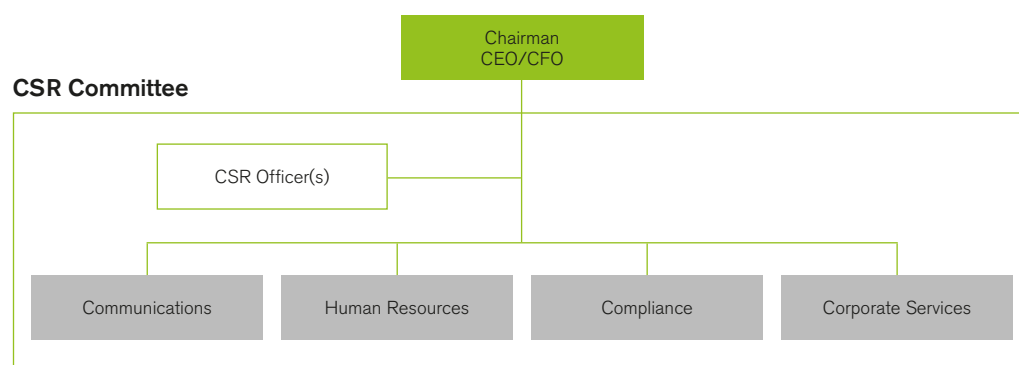 Chairman
CEO/CFO
CSR Committee
CSR Officer(s)
Communications
Human Resources
Compliance
Corporate Services